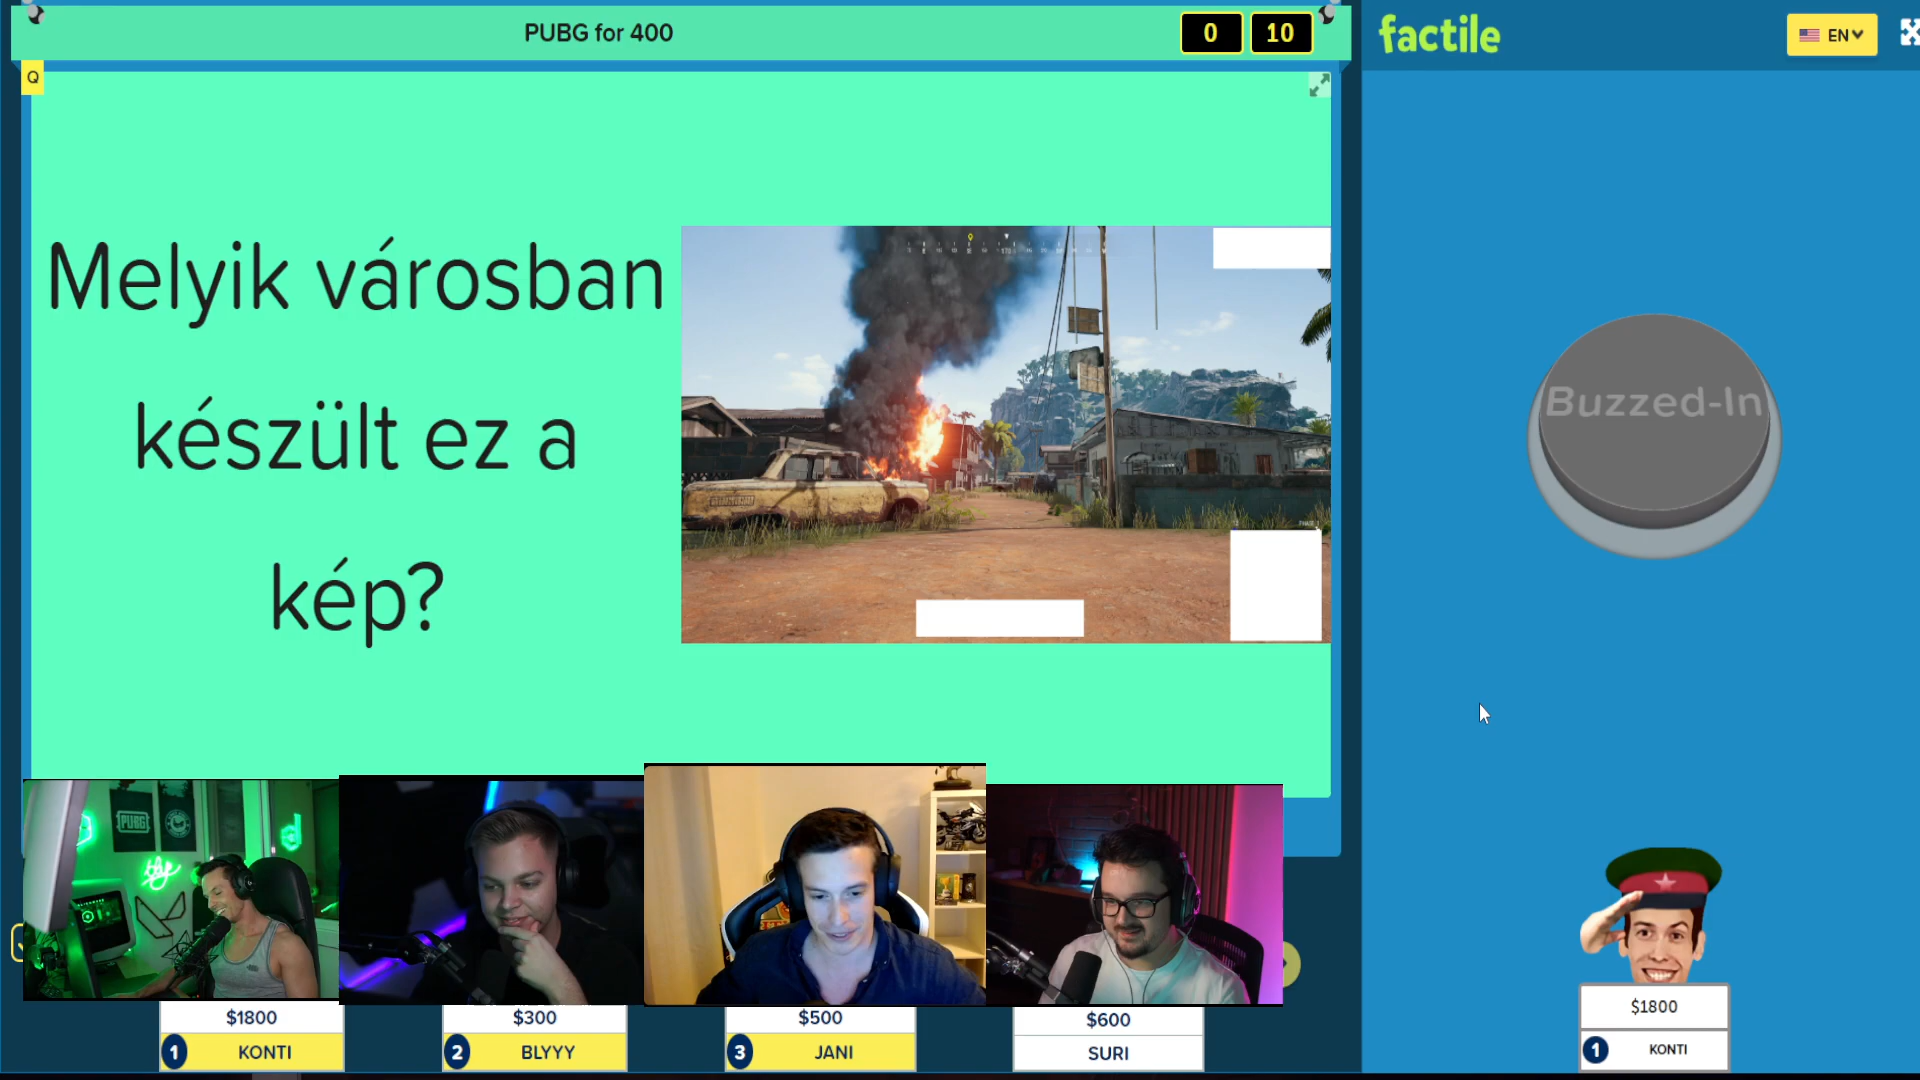 PUBG for 400
0
10
factile
EN
Q
Melyik városban
készült ez a
kép?
Buzzed-In
PUBG
$1800
1 KONTI
$300
2 BLYYY
$500
3 JANI
$600
SURI
$1800
1 KONTI